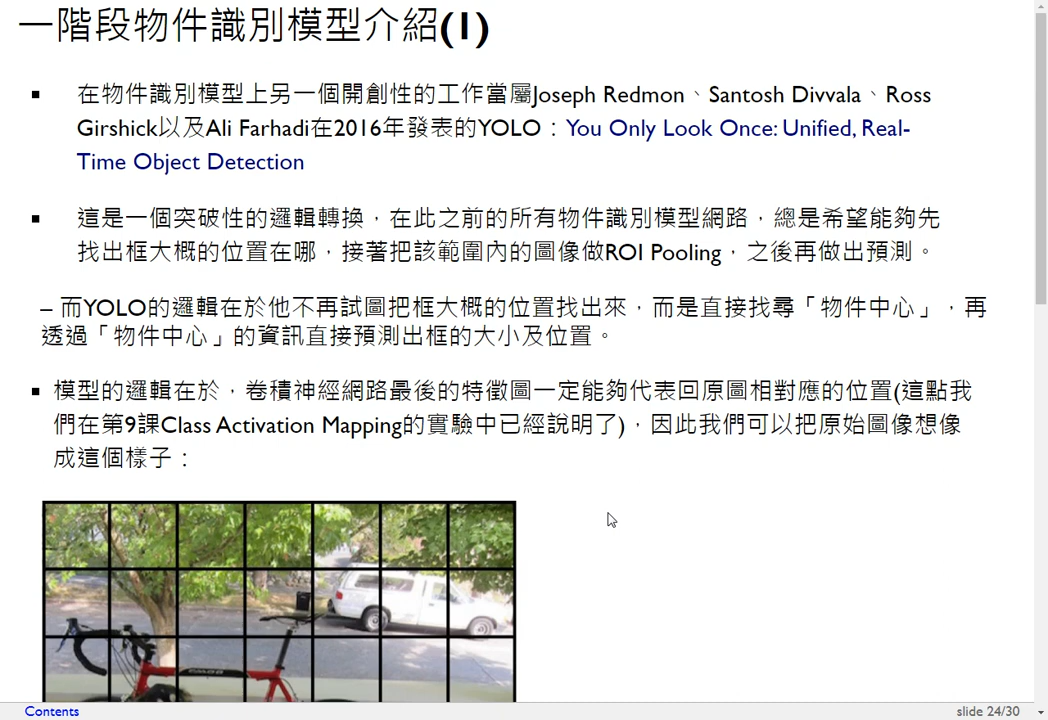 一階段物件識別模型介紹(1)
在物件識別模型上另一個開創性的工作當屬Joseph Redmon、Santosh Divvala、Ross
Girshick以及Ali Farhadi在2016年發表的YOLO：You Only Look Once: Unified, Real-
Time Object Detection
這是一個突破性的邏輯轉換，在此之前的所有物件識別模型網路，總是希望能夠先
找出框大概的位置在哪，接著把該範圍內的圖像做ROI Pooling，之後再做出預測。
– 而YOLO的邏輯在於他不再試圖把框大概的位置找出來，而是直接找尋「物件中心」，再
透過「物件中心」的資訊直接預測出框的大小及位置。
模型的邏輯在於，卷積神經網路最後的特徵圖一定能夠代表回原圖相對應的位置(這點我
們在第9課Class Activation Mapping的實驗中已經說明了)，因此我們可以把原始圖像想像
成這個樣子：
Contents
slide 24/30